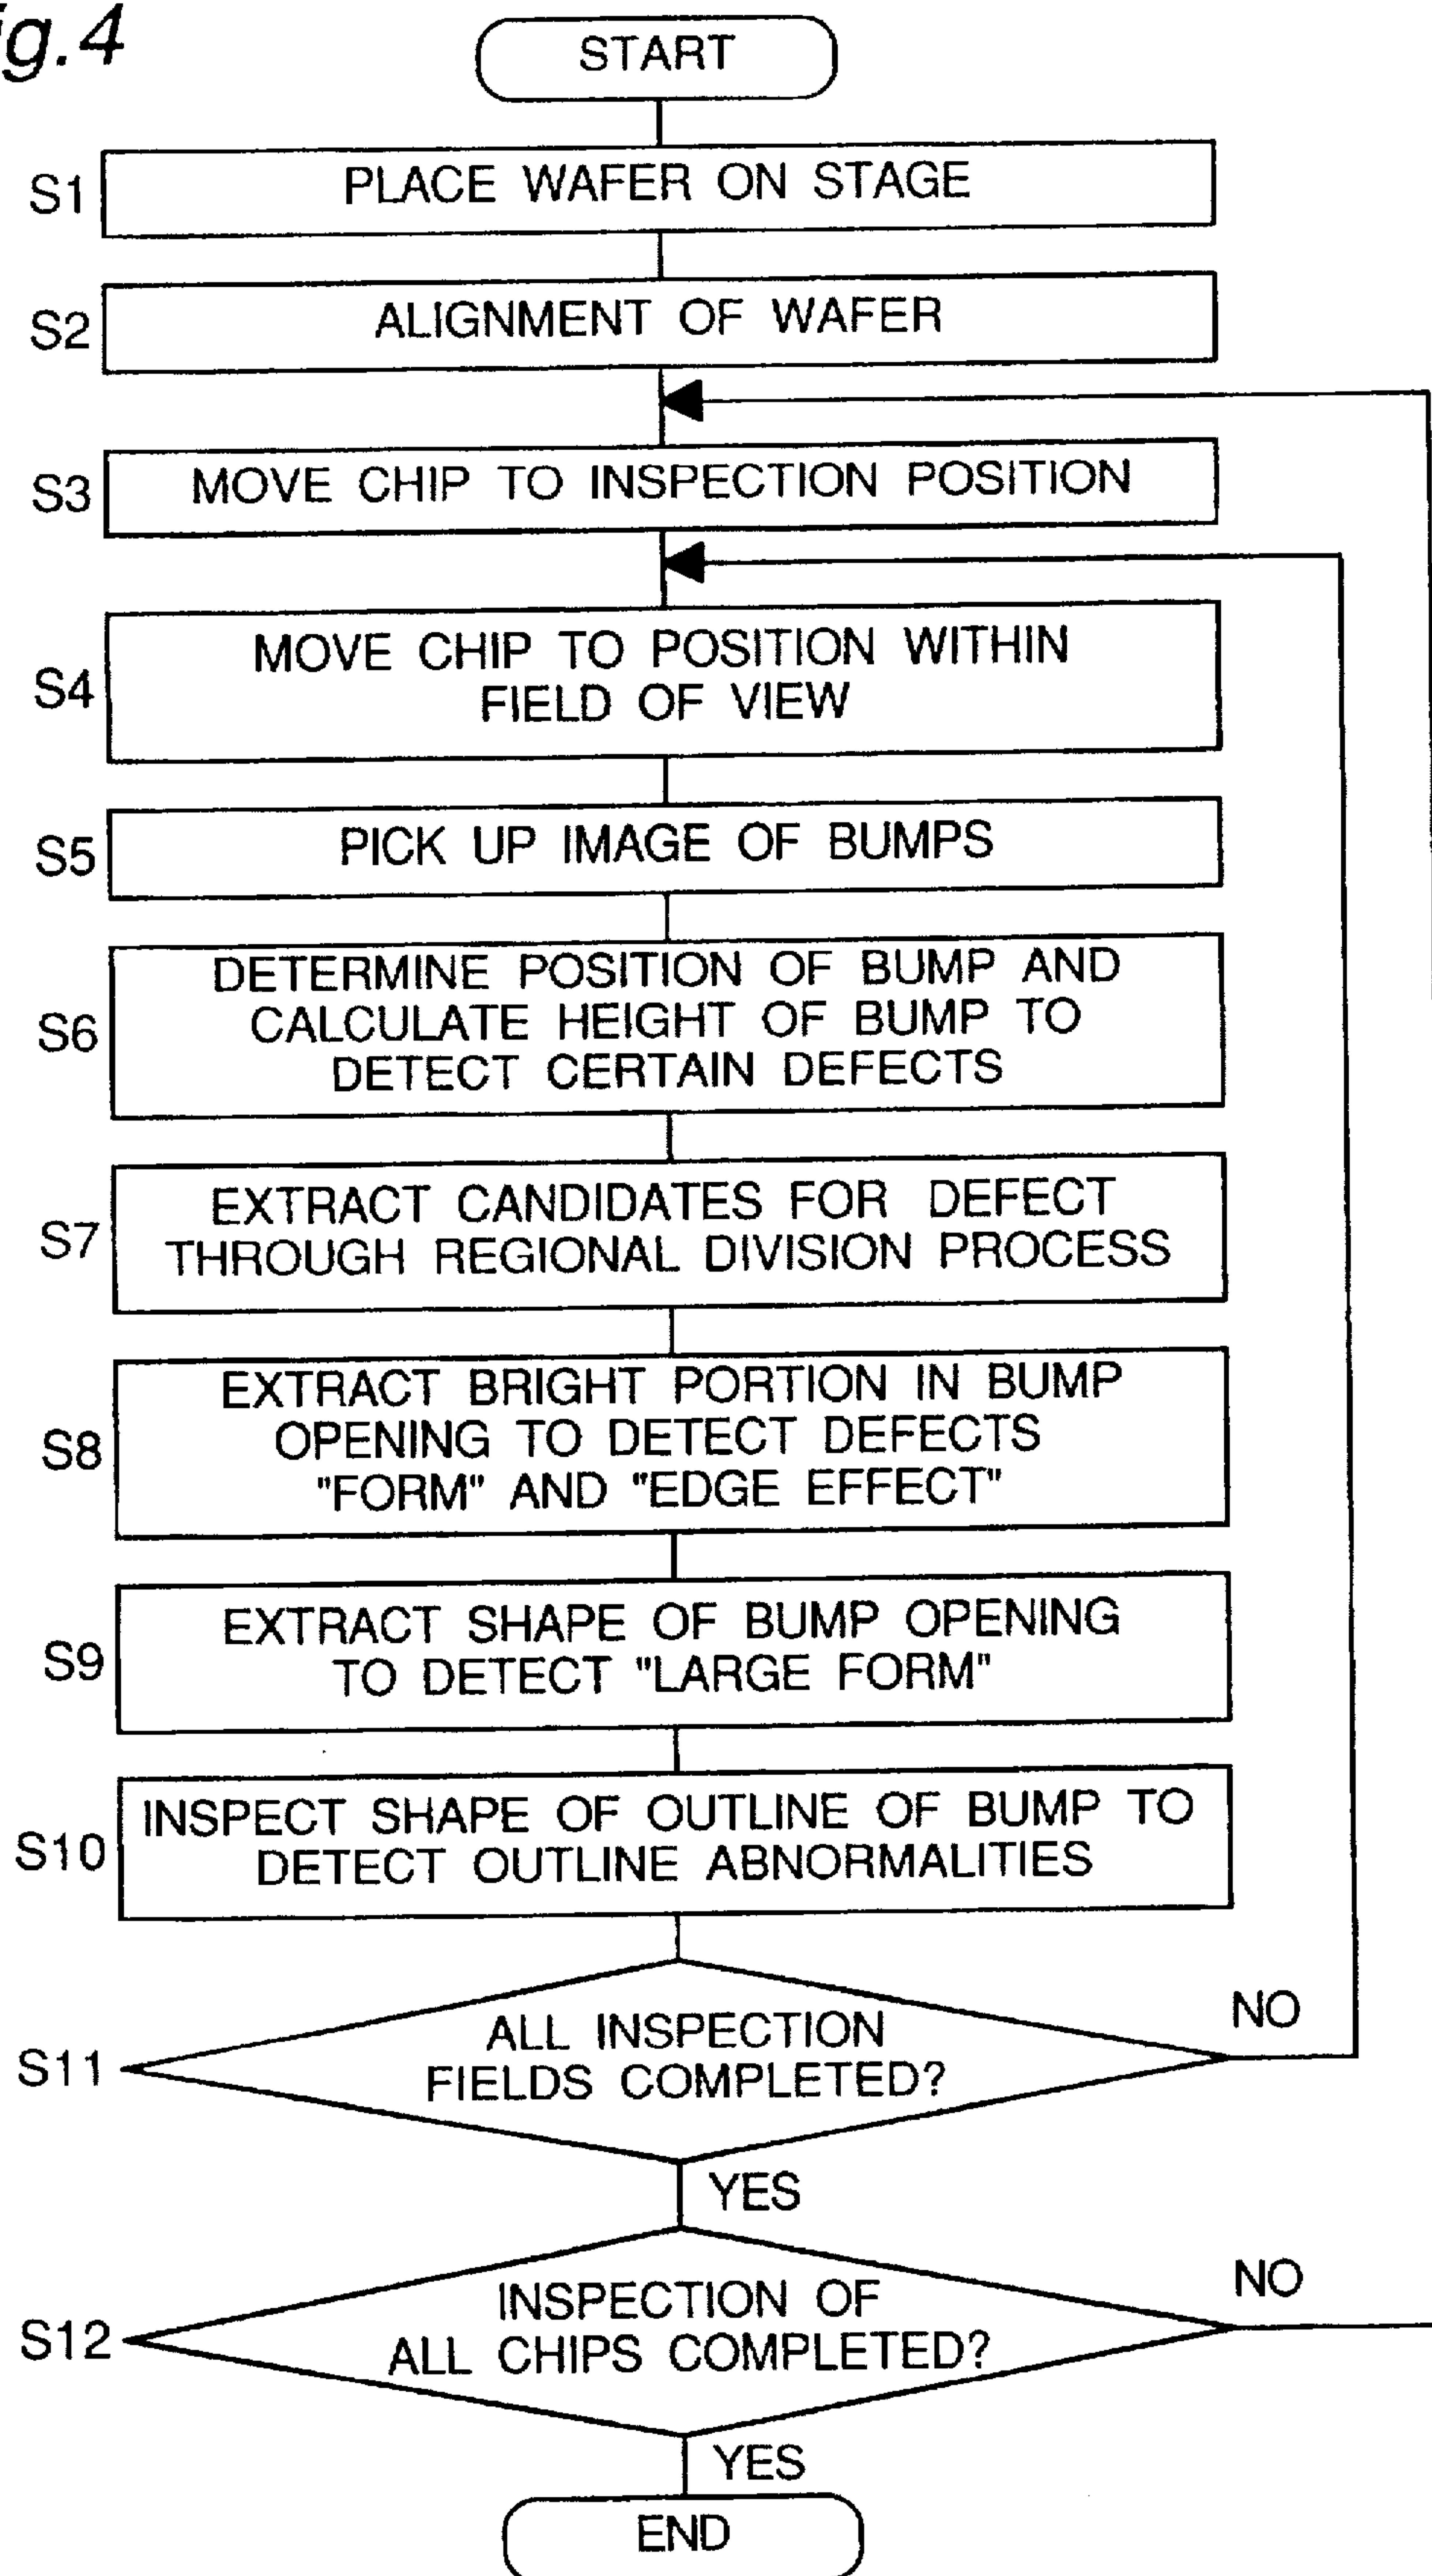 ig.4
START
S1
PLACE WAFER ON STAGE
S2
ALIGNMENT OF WAFER
S3
MOVE CHIP TO INSPECTION POSITION
S4
MOVE CHIP TO POSITION WITHIN
FIELD OF VIEW
S5
PICK UP IMAGE OF BUMPS
S6
DETERMINE POSITION OF BUMP AND
CALCULATE HEIGHT OF BUMP TO
DETECT CERTAIN DEFECTS
S7
EXTRACT CANDIDATES FOR DEFECT
THROUGH REGIONAL DIVISION PROCESS
S8
EXTRACT BRIGHT PORTION IN BUMP
OPENING TO DETECT DEFECTS
"FORM" AND "EDGE EFFECT"
S9
EXTRACT SHAPE OF BUMP OPENING
TO DETECT "LARGE FORM"
S10
INSPECT SHAPE OF OUTLINE OF BUMP TO
DETECT OUTLINE ABNORMALITIES
S11
ALL INSPECTION
FIELDS COMPLETED?
NO
YES
S12
INSPECTION OF
ALL CHIPS COMPLETED?
NO
YES
END